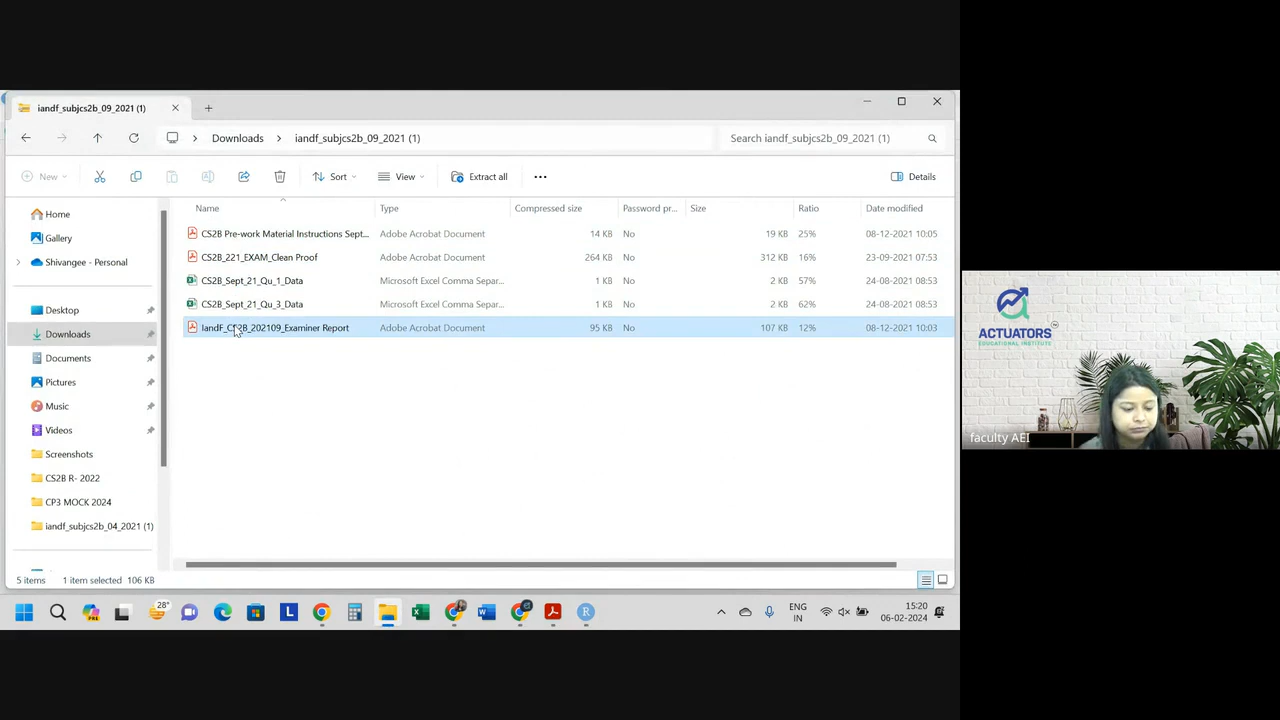 iandf_subjcs2b_09_2021 (1)
Downloads
iandf_subjcs2b_09_2021 (1)
Search iandf_subjcs2b_09_2021 (1)
New
Sort
View
Extract all
Details
Name
Type
Compressed size
Password pr...
Size
Ratio
Date modified
CS2B Pre-work Material Instructions Sept...
Adobe Acrobat Document
14 KB
No
19 KB
25%
08-12-2021 10:05
CS2B_221_EXAM_Clean Proof
Adobe Acrobat Document
264 KB
No
312 KB
16%
23-09-2021 07:53
CS2B_Sept_21_Qu_1_Data
Microsoft Excel Comma Separ...
1 KB
No
2 KB
57%
24-08-2021 08:53
CS2B_Sept_21_Qu_3_Data
Microsoft Excel Comma Separ...
1 KB
No
2 KB
62%
24-08-2021 08:53
IandF_CS2B_202109_Examiner Report
Adobe Acrobat Document
95 KB
No
107 KB
12%
08-12-2021 10:03
Home
Gallery
Shivangee - Personal
Desktop
Downloads
Documents
Pictures
Music
Videos
Screenshots
CS2B R- 2022
CP3 MOCK 2024
iandf_subjcs2b_04_2021 (1)
5 items
1 item selected 106 KB
28°
PRE
L
R
ENG
IN
15:20
06-02-2024
ACTUATORS
EDUCATIONAL INSTITUTE
faculty AEI